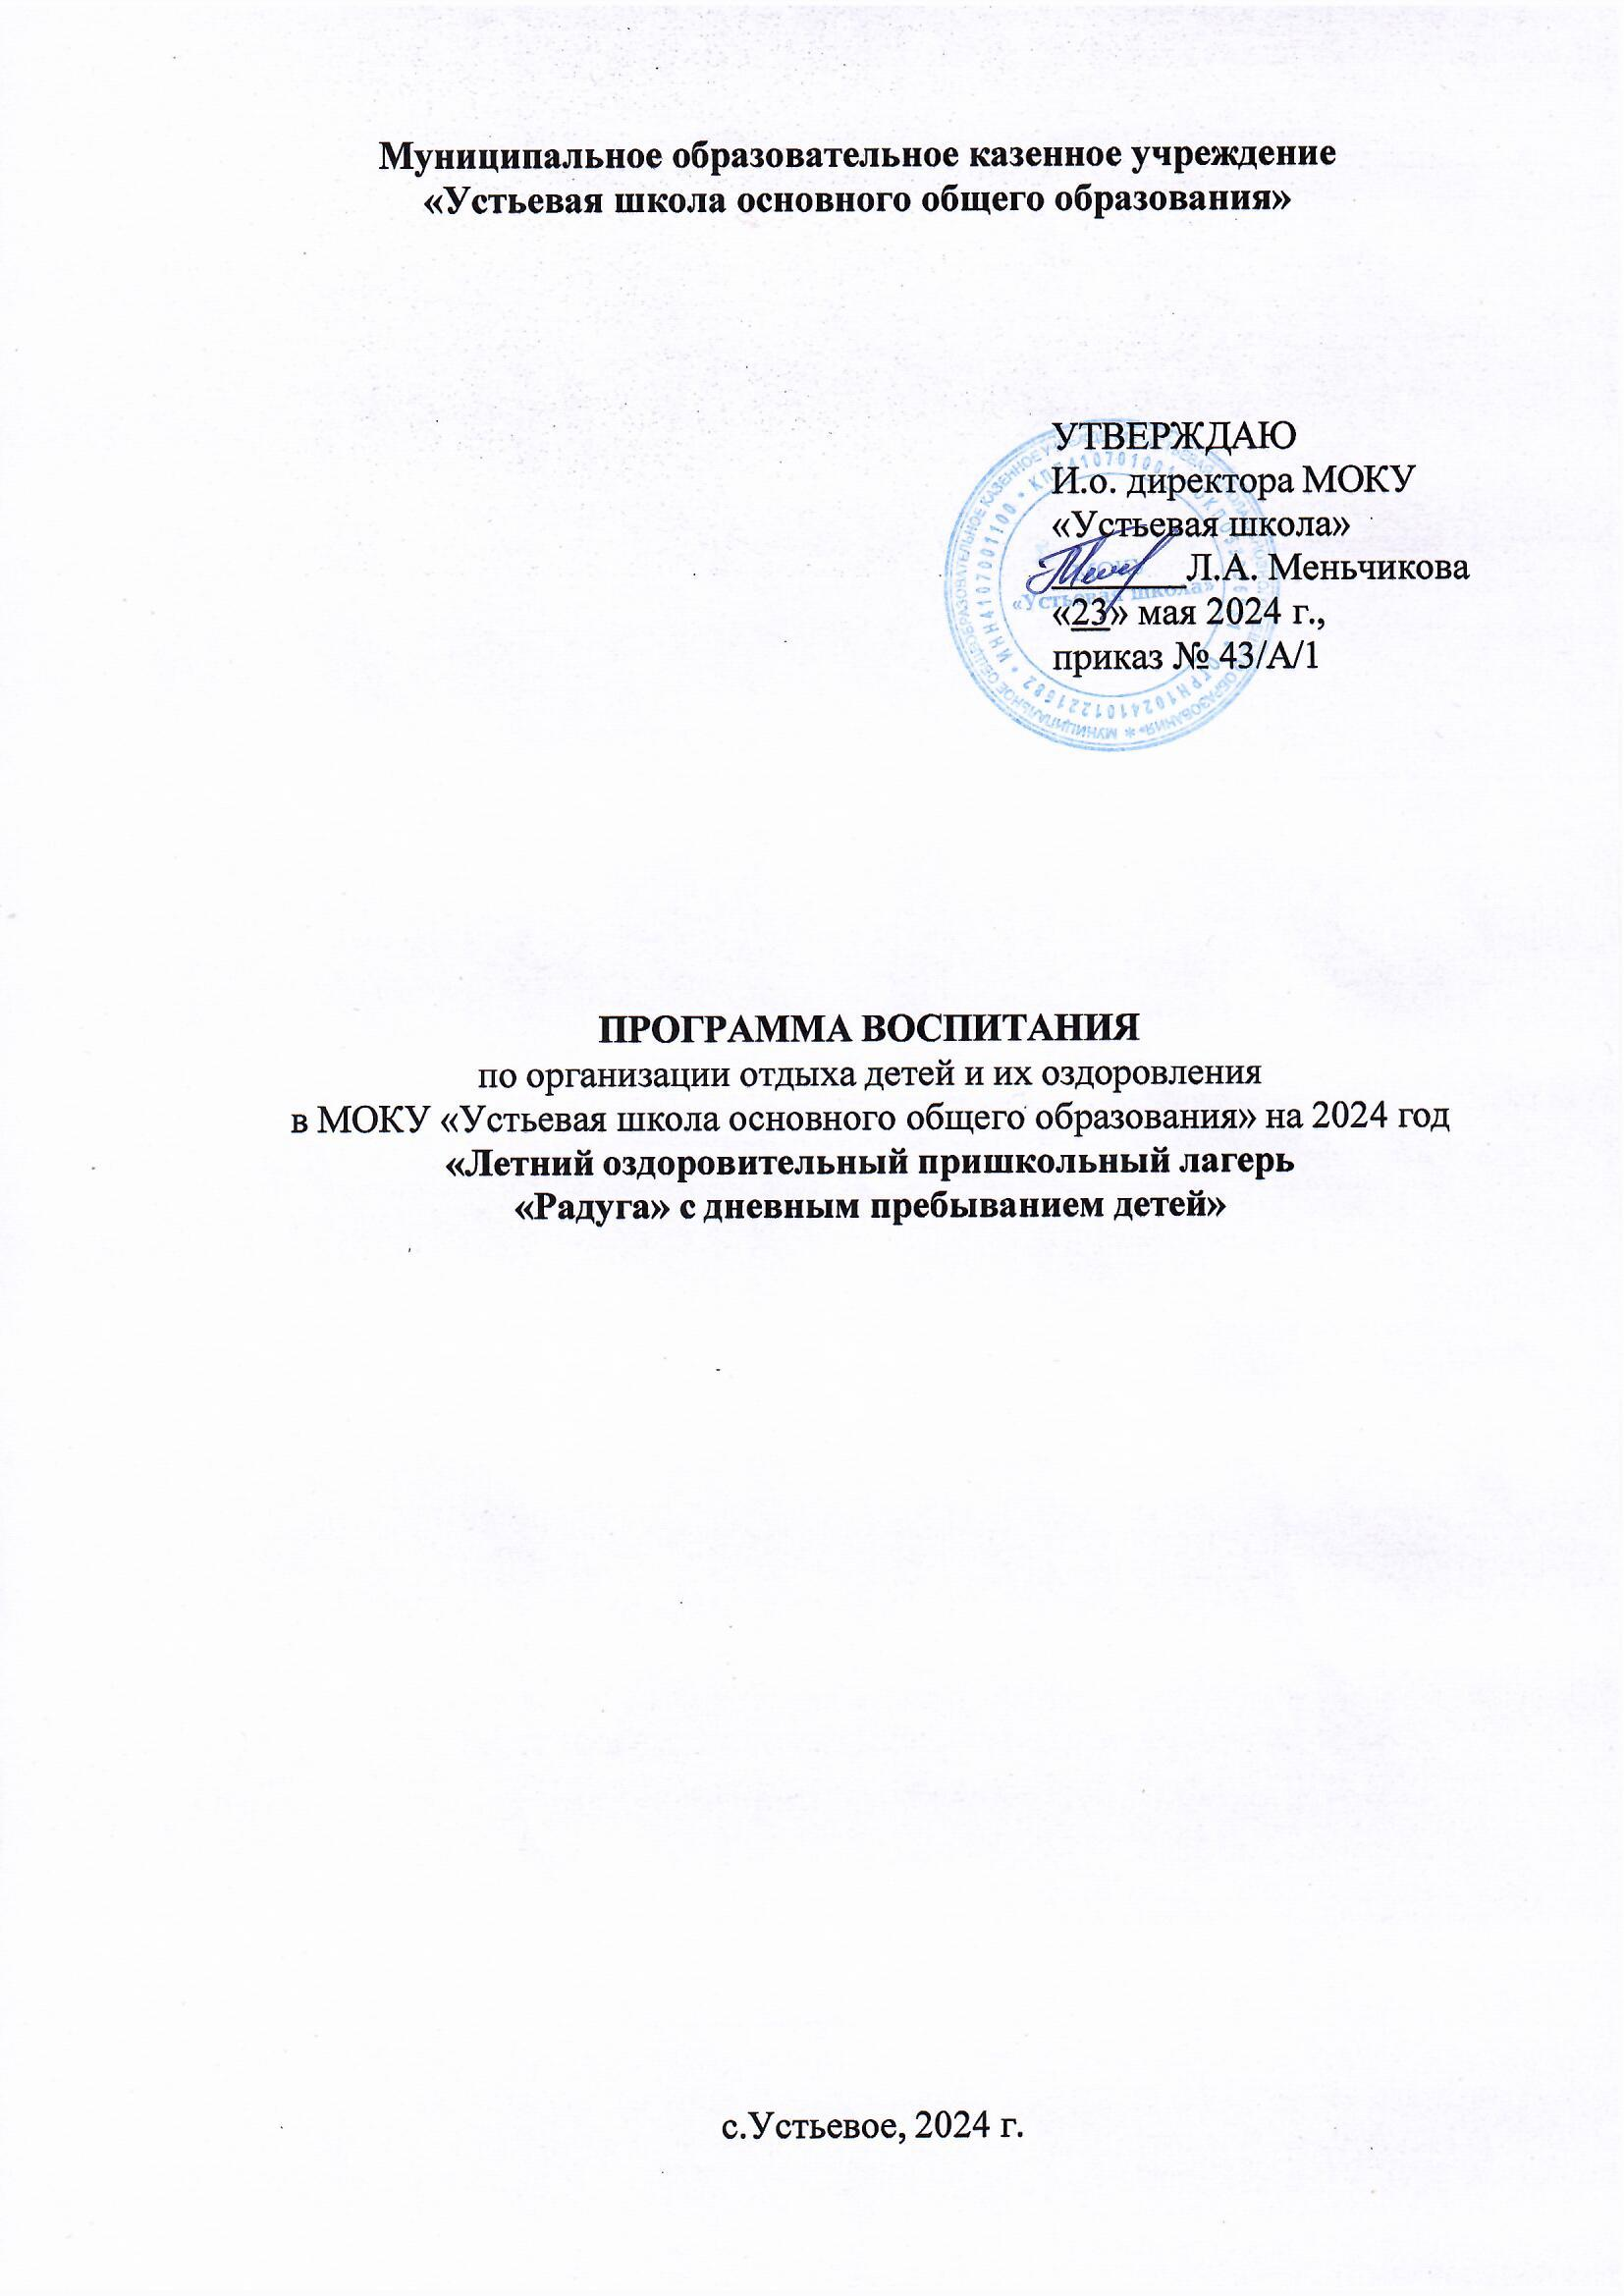 Муниципальное образовательное казенное учреждение
«Устьевая школа основного общего образования»
УТВЕРЖДАЮ
И.о. директора МОКУ
«Устьевая школа»
Л.А. Меньчикова
«23» мая 2024 г.,
приказ № 43/А/1
«Устьевая школа»
ПРОГРАММА ВОСПИТАНИЯ
по организации отдыха детей и их оздоровления
в МОКУ «Устьевая школа основного общего образования» на 2024 год
«Летний оздоровительный пришкольный лагерь
«Радуга» с дневным пребыванием детей»
с.Устьевое, 2024 г.